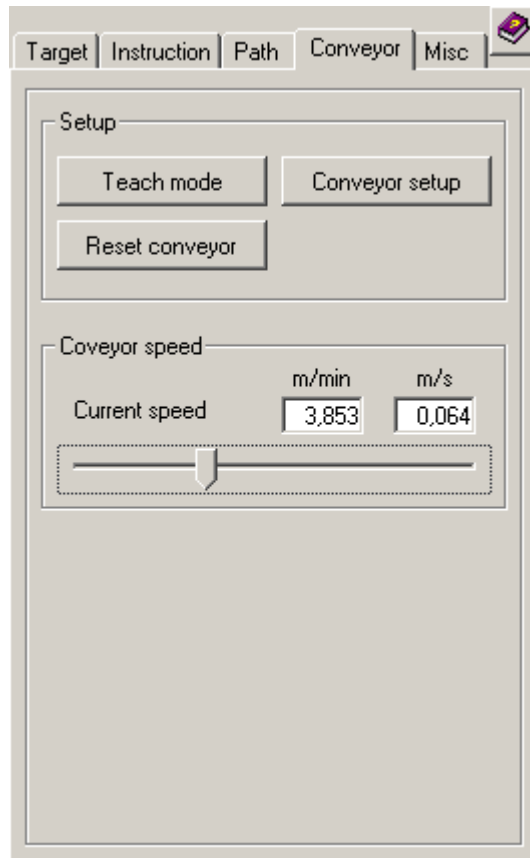 Target Instruction Path Conveyor Misc
Setup
Teach mode Conveyor setup
Reset conveyor
Coveyor speed
m/min m/s
Current speed 3,853 0,064